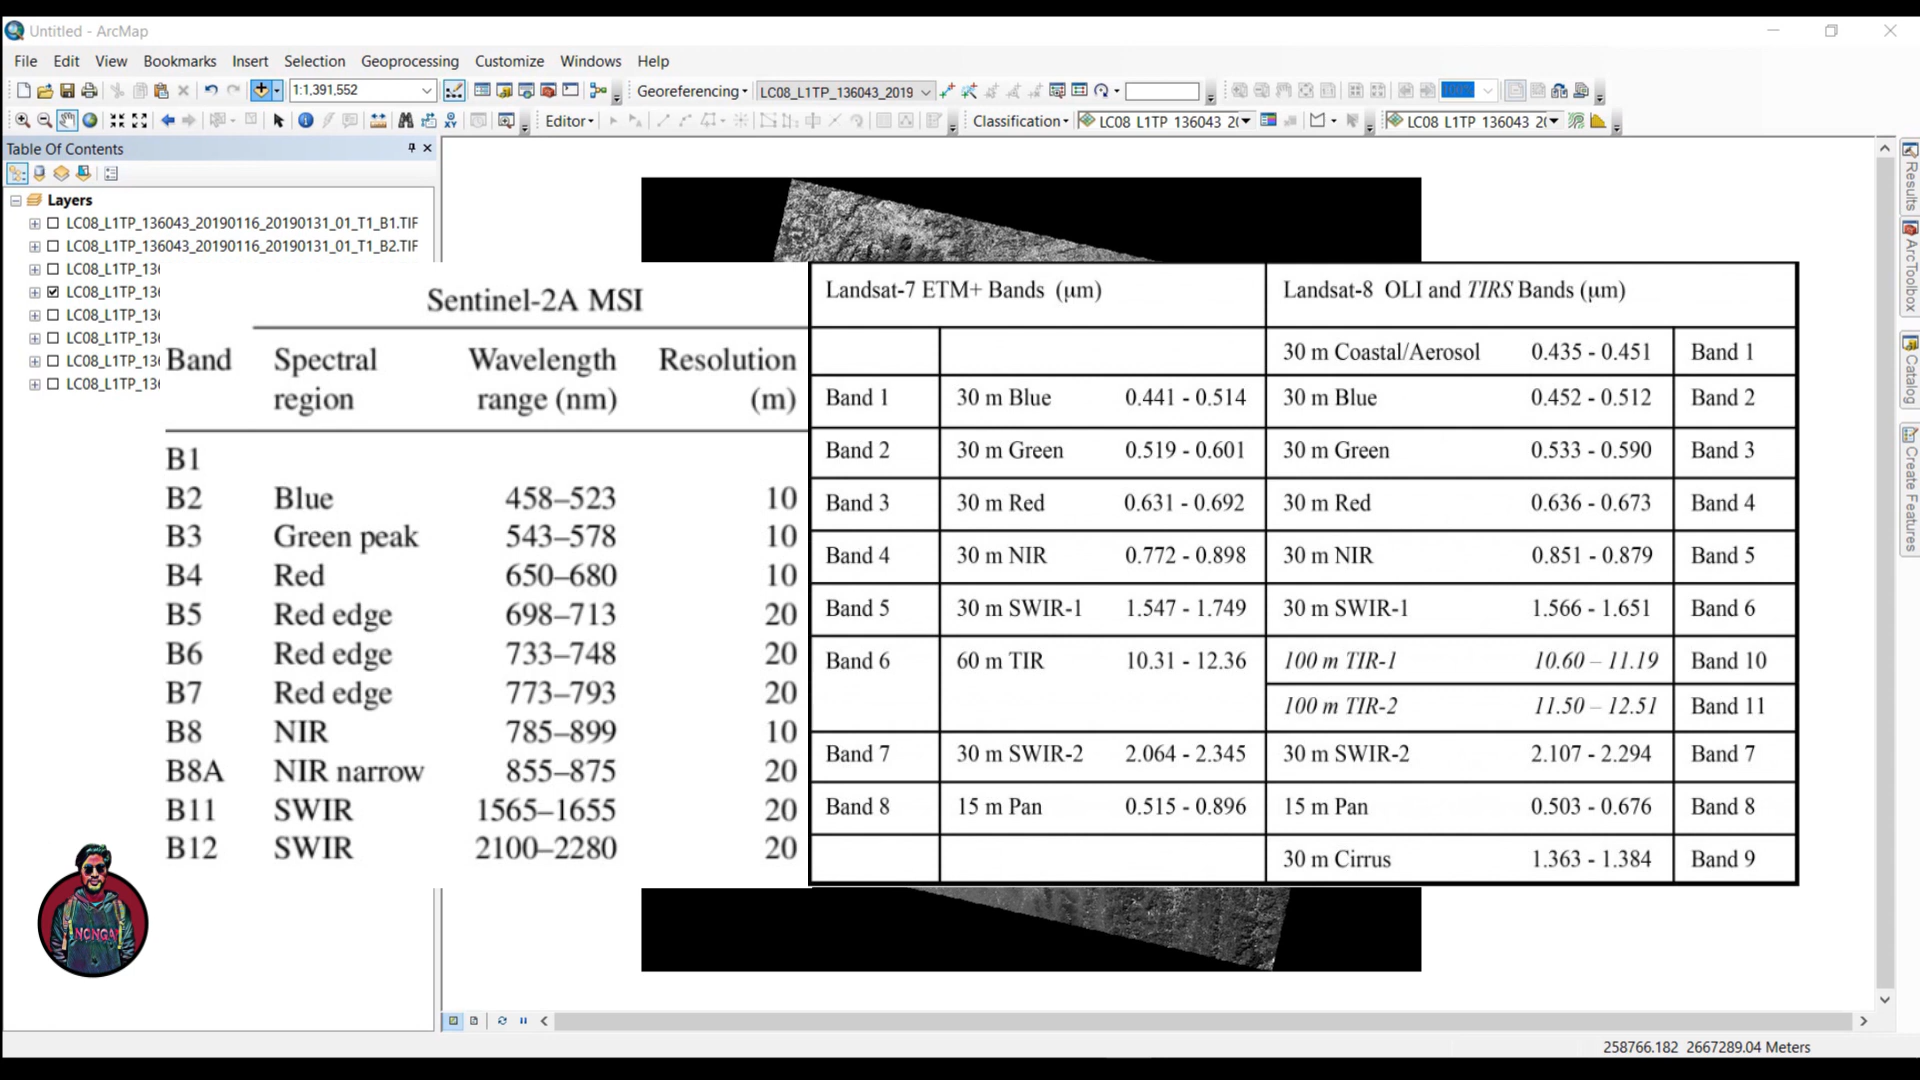 Untitled - ArcMap
File Edit View Bookmarks Insert Selection Geoprocessing Customize Windows Help
1:1,391,552 Georeferencing LC08_L1TP_136043_2019 100%
Editor Classification LC08 L1TP 136043 2( LC08 L1TP 136043 2(
Table Of Contents
Layers
LC08_L1TP_136043_20190116_20190131_01_T1_B1.TIF
LC08_L1TP_136043_20190116_20190131_01_T1_B2.TIF
LC08_L1TP_13(
LC08_L1TP_13(
LC08_L1TP_13(
LC08_L1TP_13(
LC08_L1TP_13(
LC08_L1TP_13(
Sentinel-2A MSI
Band Spectral region Wavelength range (nm) Resolution (m)
B1
B2 Blue 458–523 10
B3 Green peak 543–578 10
B4 Red 650–680 10
B5 Red edge 698–713 20
B6 Red edge 733–748 20
B7 Red edge 773–793 20
B8 NIR 785–899 10
B8A NIR narrow 855–875 20
B11 SWIR 1565–1655 20
B12 SWIR 2100–2280 20
Landsat-7 ETM+ Bands (μm) Landsat-8 OLI and TIRS Bands (μm)
30 m Coastal/Aerosol 0.435 - 0.451 Band 1
Band 1 30 m Blue 0.441 - 0.514 30 m Blue 0.452 - 0.512 Band 2
Band 2 30 m Green 0.519 - 0.601 30 m Green 0.533 - 0.590 Band 3
Band 3 30 m Red 0.631 - 0.692 30 m Red 0.636 - 0.673 Band 4
Band 4 30 m NIR 0.772 - 0.898 30 m NIR 0.851 - 0.879 Band 5
Band 5 30 m SWIR-1 1.547 - 1.749 30 m SWIR-1 1.566 - 1.651 Band 6
Band 6 60 m TIR 10.31 - 12.36 100 m TIR-1 10.60 – 11.19 Band 10
100 m TIR-2 11.50 – 12.51 Band 11
Band 7 30 m SWIR-2 2.064 - 2.345 30 m SWIR-2 2.107 - 2.294 Band 7
Band 8 15 m Pan 0.515 - 0.896 15 m Pan 0.503 - 0.676 Band 8
30 m Cirrus 1.363 - 1.384 Band 9
Results
ArcToolbox
Catalog
Create Features
NONGA
258766.182 2667289.04 Meters